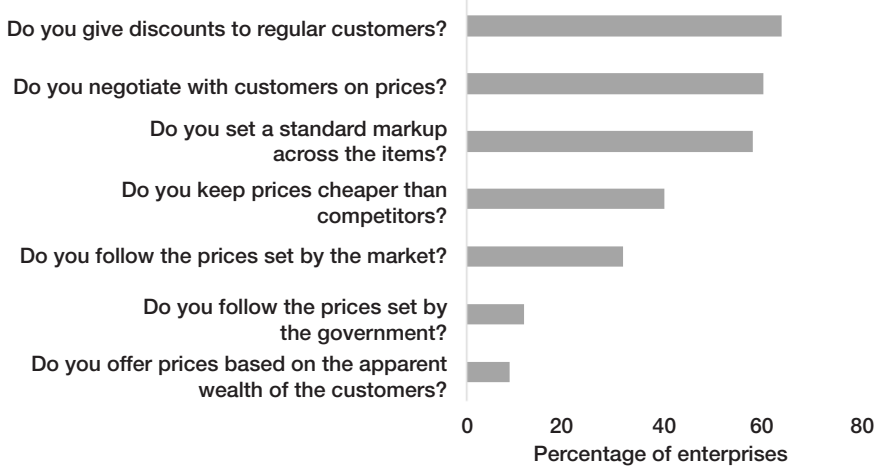 Do you give discounts to regular customers?
Do you negotiate with customers on prices?
Do you set a standard markup
across the items?
Do you keep prices cheaper than
competitors?
Do you follow the prices set by the market?
Do you follow the prices set by
the government?
Do you offer prices based on the apparent
wealth of the customers?
0 20 40 60 80
Percentage of enterprises